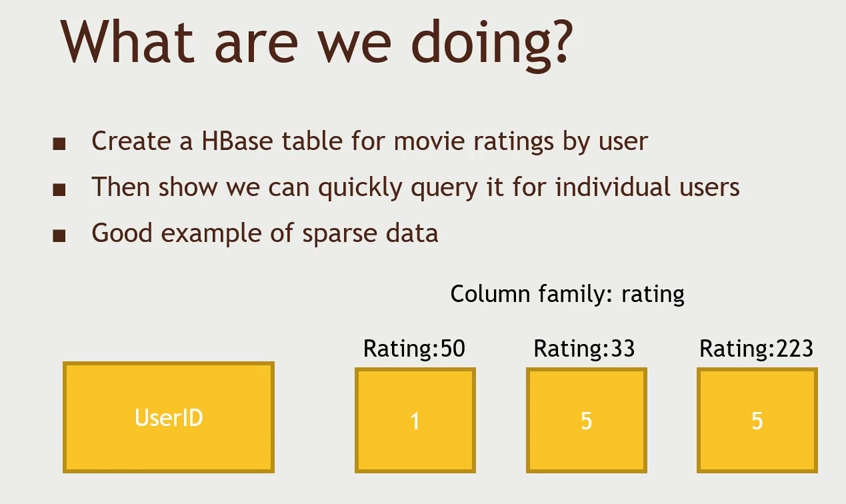 What are we doing?
■ Create a HBase table for movie ratings by user
■ Then show we can quickly query it for individual users
■ Good example of sparse data
Column family: rating
Rating:50 Rating:33 Rating:223
UserID 1 5 5